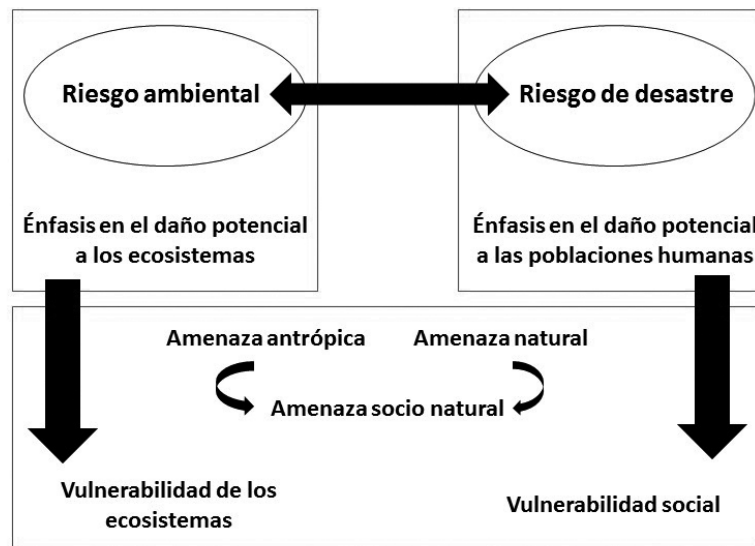 Riesgo ambiental
Riesgo de desastre
Énfasis en el daño potencial
a los ecosistemas
Énfasis en el daño potencial
a las poblaciones humanas
Amenaza antrópica
Amenaza natural
Amenaza socio natural
Vulnerabilidad de los
ecosistemas
Vulnerabilidad social